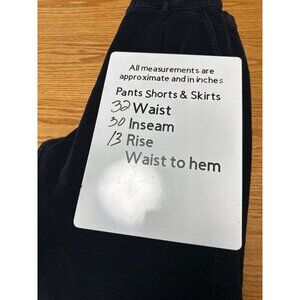 All measurements are
approximate and in inches
Pants Shorts & Skirts
32 Waist
30 Inseam
13 Rise
Waist to hem